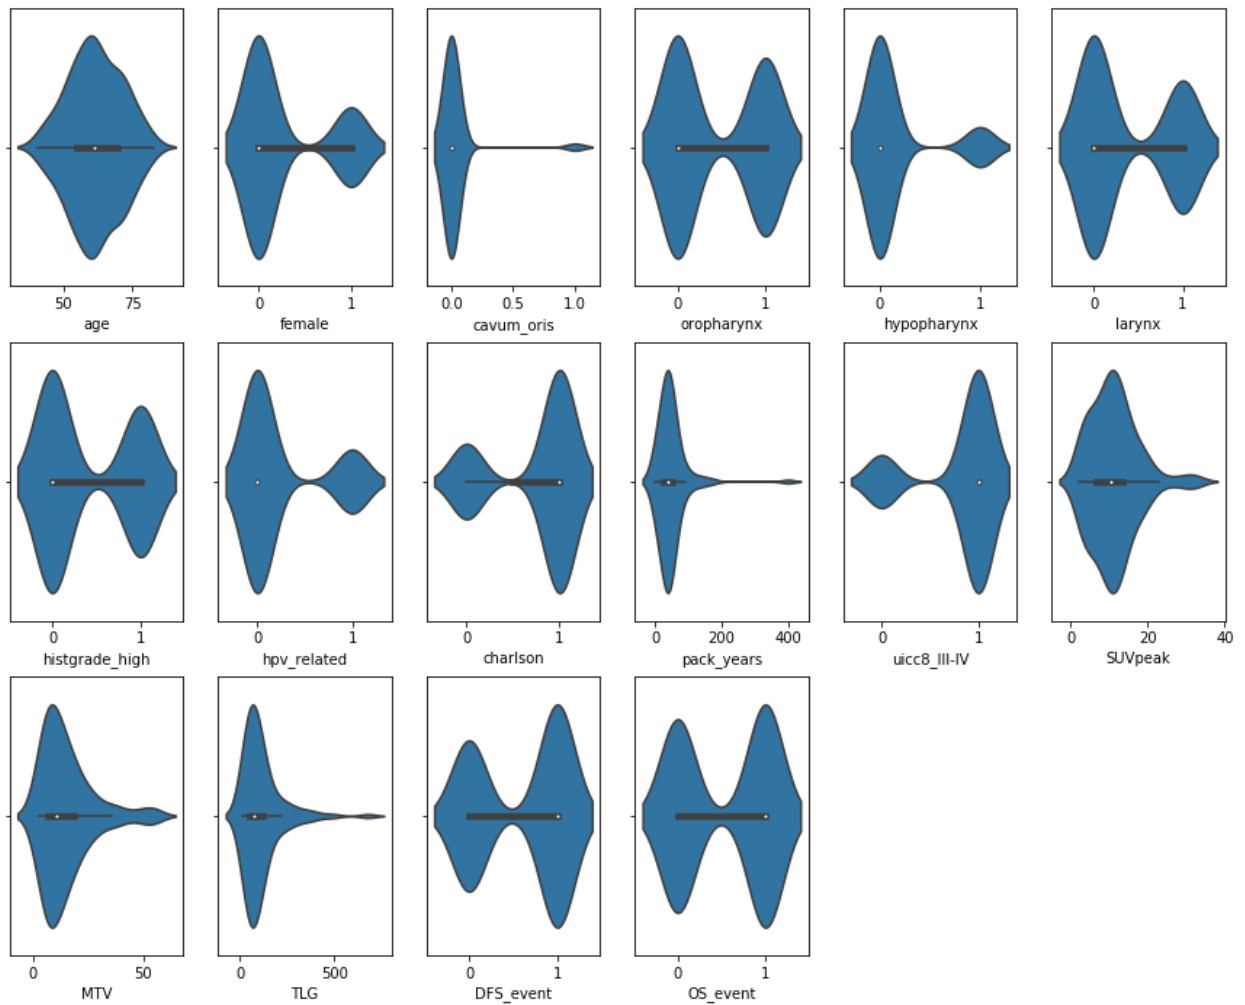 50 75
age
0 1
female
0.0 0.5 1.0
cavum_oris
0 1
oropharynx
0 1
hypopharynx
0 1
larynx
0 1
histgrade_high
0 1
hpv_related
0 1
charlson
0 200 400
pack_years
0 1
uicc8_III-IV
0 20 40
SUVpeak
0 50
MTV
0 500
TLG
0 1
DFS_event
0 1
OS_event